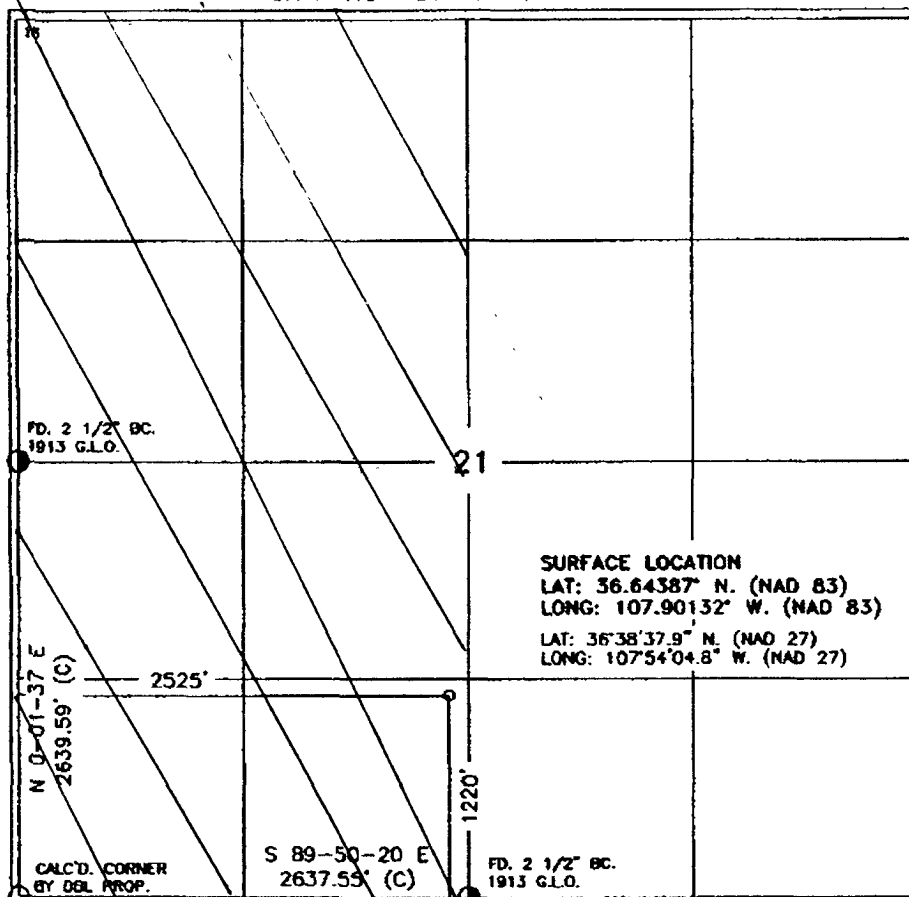 16
FD. 2 1/2" BC.
1913 G.L.O.
21
SURFACE LOCATION
LAT: 36.64387° N. (NAD 83)
LONG: 107.90132° W. (NAD 83)
LAT: 36°38'37.9" N. (NAD 27)
LONG: 107°54'04.8" W. (NAD 27)
2525'
N 0-01-37 E
2639.59' (C)
1220'
S 89-50-20 E
2637.55' (C)
CALC'D. CORNER
BY DBL PROP.
FD. 2 1/2" BC.
1913 G.L.O.